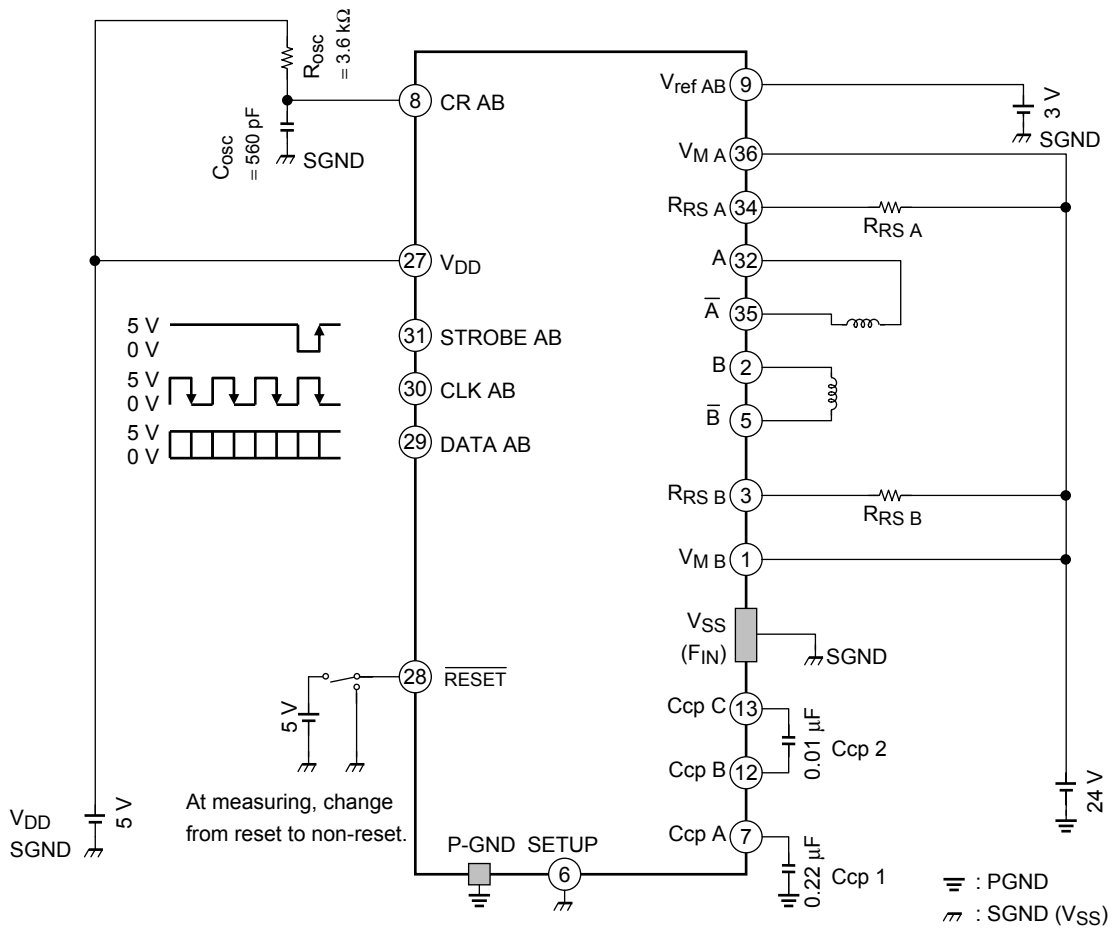 Rosc
= 3.6 kΩ
Cosc
= 560 pF
SGND
8 CR AB
27 VDD
5 V
0 V
31 STROBE AB
5 V
0 V
30 CLK AB
5 V
0 V
29 DATA AB
28 RESET
5 V
At measuring, change
from reset to non-reset.
VDD
SGND
5 V
P-GND
SETUP
6
Vref AB 9
3 V
SGND
VM A 36
RRS A 34
RRS A
A 32
A 35
B 2
B 5
RRS B 3
RRS B
VM B 1
VSS
(FIN)
SGND
Ccp C 13
0.01 µF
Ccp 2
Ccp B 12
Ccp A 7
0.22 µF
Ccp 1
24 V
: PGND
: SGND (VSS)